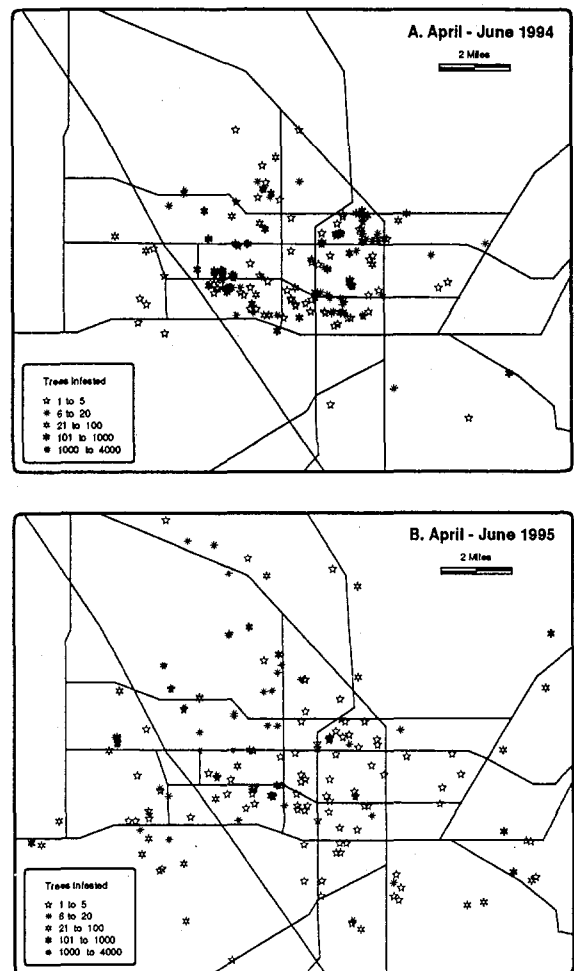 A. April - June 1994
2 Miles
Trees Infested
1 to 5
6 to 20
21 to 100
101 to 1000
1000 to 4000
B. April - June 1995
2 Miles
Trees Infested
1 to 5
6 to 20
21 to 100
101 to 1000
1000 to 4000